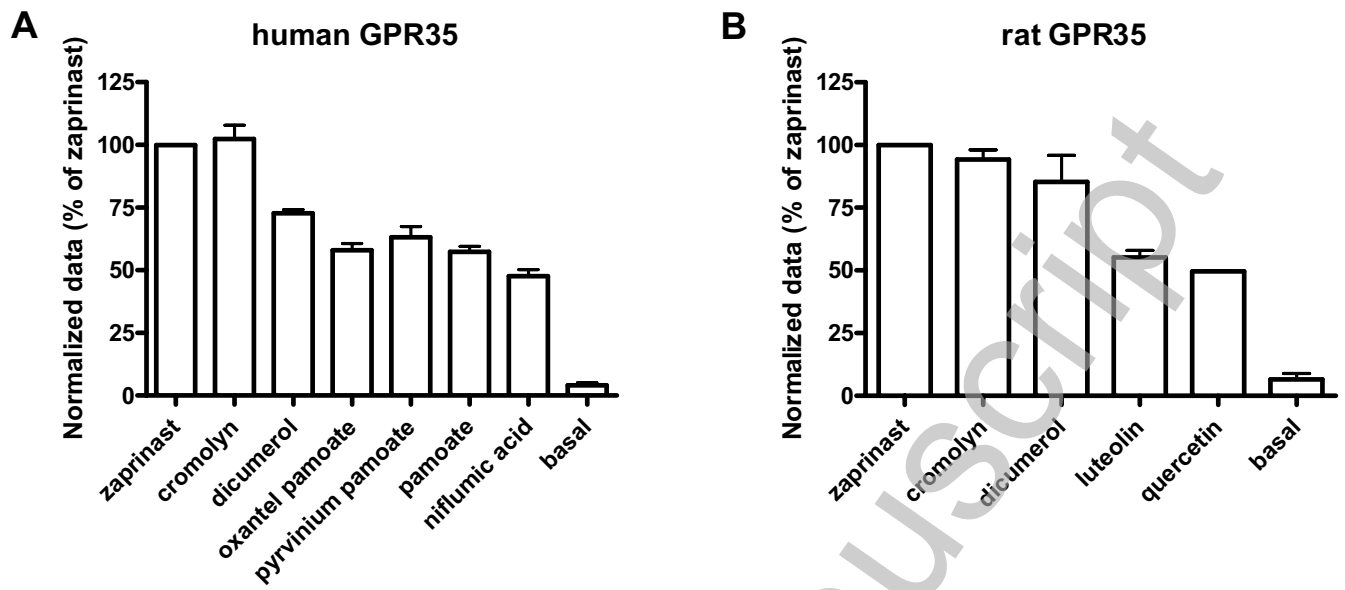 A
human GPR35
Normalized data (% of zaprinast)
125
100
75
50
25
0
zaprinast
cromolyn
dicumerol
oxantel pamoate
pyrvinium pamoate
pamoate
niflumic acid
basal
B
rat GPR35
Normalized data (% of zaprinast)
125
100
75
50
25
0
zaprinast
cromolyn
dicumerol
luteolin
quercetin
basal
uscript